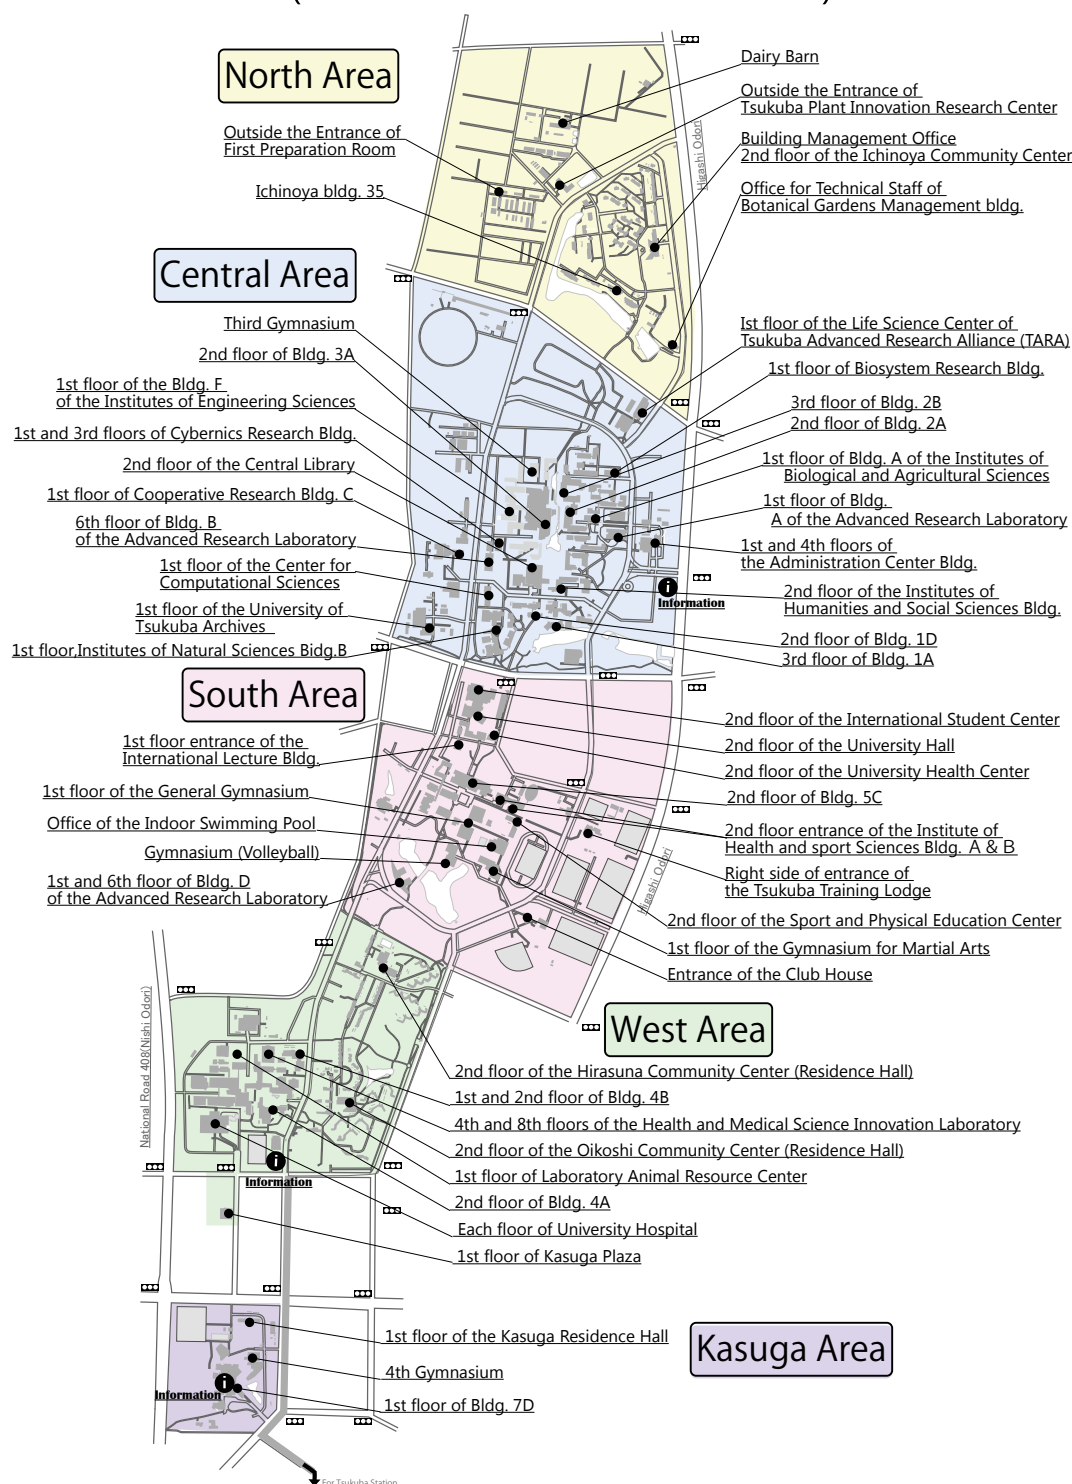 North Area
Dairy Barn
Outside the Entrance of
Tsukuba Plant Innovation Research Center
Building Management Office
2nd floor of the Ichinoya Community Center
Office for Technical Staff of
Botanical Gardens Management bldg.
Outside the Entrance of
First Preparation Room
Ichinoya bldg. 35
Higashi Odori
Central Area
Third Gymnasium
2nd floor of Bldg. 3A
1st floor of the Bldg. F
of the Institutes of Engineering Sciences
1st and 3rd floors of Cybernics Research Bldg.
2nd floor of the Central Library
1st floor of Cooperative Research Bldg. C
6th floor of Bldg. B
of the Advanced Research Laboratory
1st floor of the Center for
Computational Sciences
1st floor of the University of
Tsukuba Archives
1st floor,Institutes of Natural Sciences Bidg.B
Ist floor of the Life Science Center of
Tsukuba Advanced Research Alliance (TARA)
1st floor of Biosystem Research Bldg.
3rd floor of Bldg. 2B
2nd floor of Bldg. 2A
1st floor of Bldg. A of the Institutes of
Biological and Agricultural Sciences
1st floor of Bldg.
A of the Advanced Research Laboratory
1st and 4th floors of
the Administration Center Bldg.
i
Information
2nd floor of the Institutes of
Humanities and Social Sciences Bldg.
2nd floor of Bldg. 1D
3rd floor of Bldg. 1A
South Area
1st floor entrance of the
International Lecture Bldg.
1st floor of the General Gymnasium
Office of the Indoor Swimming Pool
Gymnasium (Volleyball)
1st and 6th floor of Bldg. D
of the Advanced Research Laboratory
2nd floor of the International Student Center
2nd floor of the University Hall
2nd floor of the University Health Center
2nd floor of Bldg. 5C
2nd floor entrance of the Institute of
Health and sport Sciences Bldg. A & B
Right side of entrance of
the Tsukuba Training Lodge
2nd floor of the Sport and Physical Education Center
1st floor of the Gymnasium for Martial Arts
Entrance of the Club House
Higashi Odori
West Area
National Road 408(Nishi Odori)
2nd floor of the Hirasuna Community Center (Residence Hall)
1st and 2nd floor of Bldg. 4B
4th and 8th floors of the Health and Medical Science Innovation Laboratory
2nd floor of the Oikoshi Community Center (Residence Hall)
1st floor of Laboratory Animal Resource Center
2nd floor of Bldg. 4A
Each floor of University Hospital
1st floor of Kasuga Plaza
i
Information
Kasuga Area
1st floor of the Kasuga Residence Hall
4th Gymnasium
1st floor of Bldg. 7D
i
Information
For Tsukuba Station